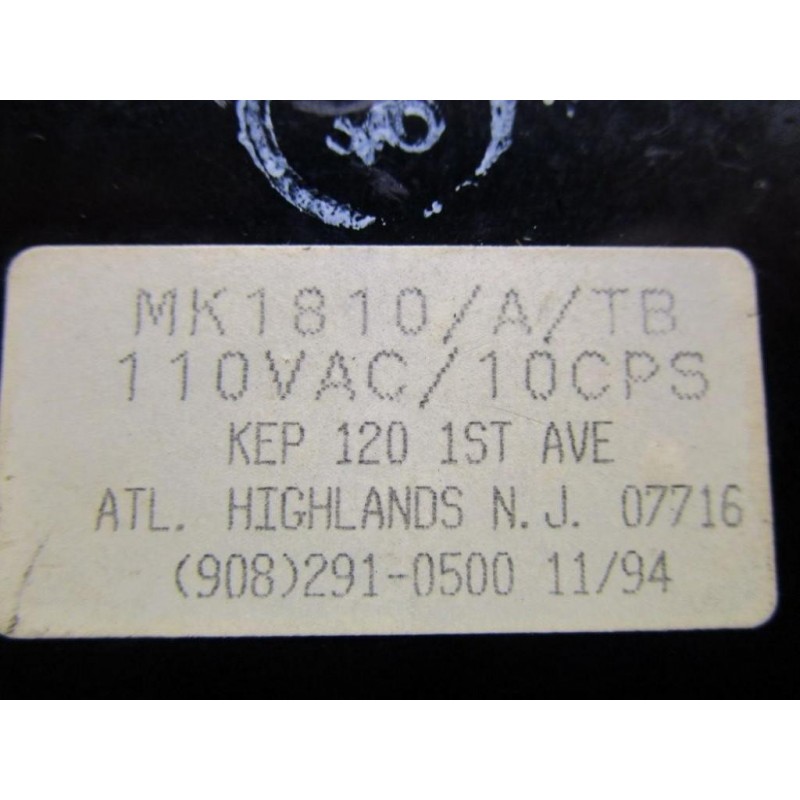 MK1810/A/TB
110VAC/10CPS
KEP 120 1ST AVE
ATL. HIGHLANDS N.J. 07716
(908)291-0500 11/94